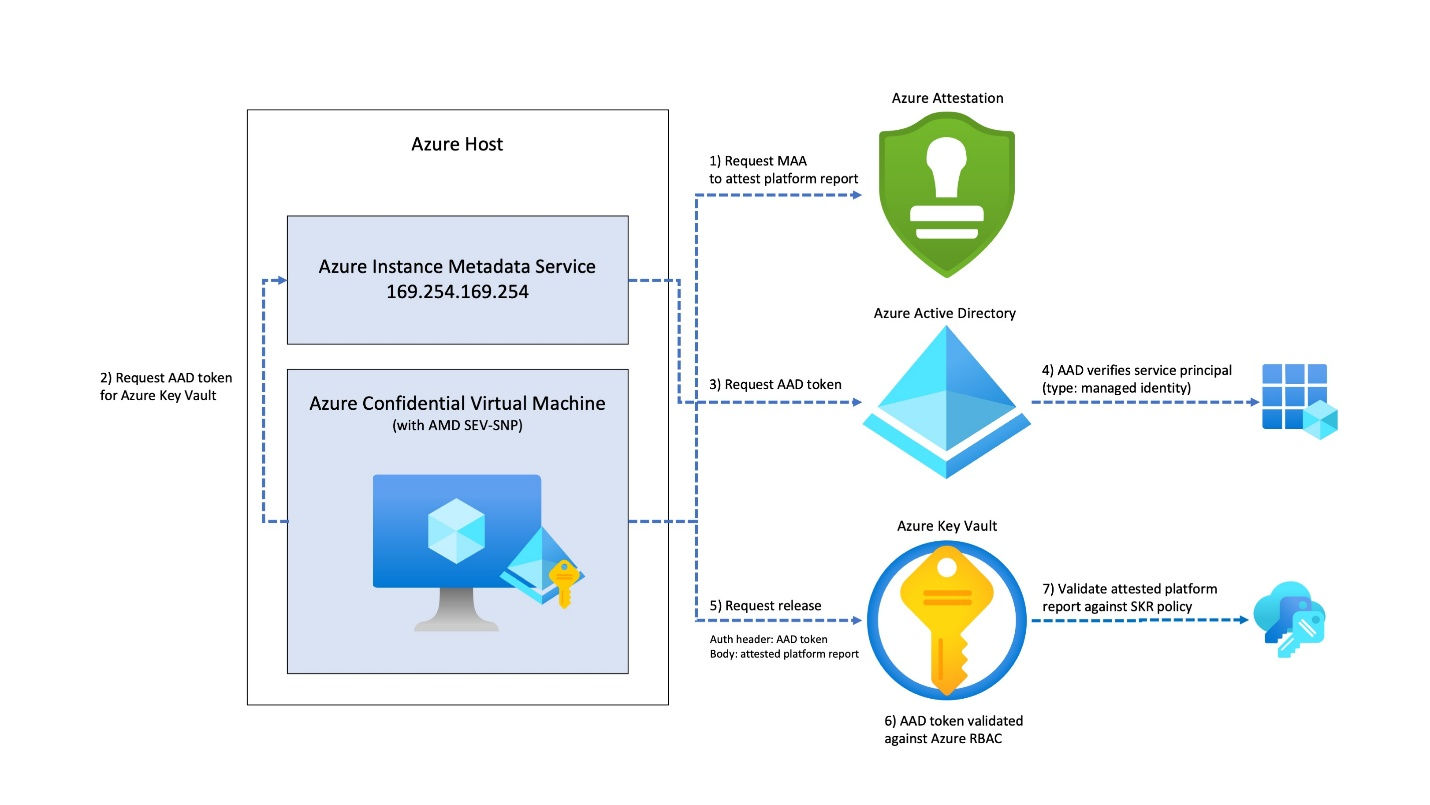 Azure Attestation
Azure Host
1) Request MAA
to attest platform report
Azure Instance Metadata Service
169.254.169.254
Azure Active Directory
2) Request AAD token
for Azure Key Vault
3) Request AAD token
4) AAD verifies service principal
(type: managed identity)
Azure Confidential Virtual Machine
(with AMD SEV-SNP)
Azure Key Vault
5) Request release
Auth header: AAD token
Body: attested platform report
7) Validate attested platform
report against SKR policy
6) AAD token validated
against Azure RBAC